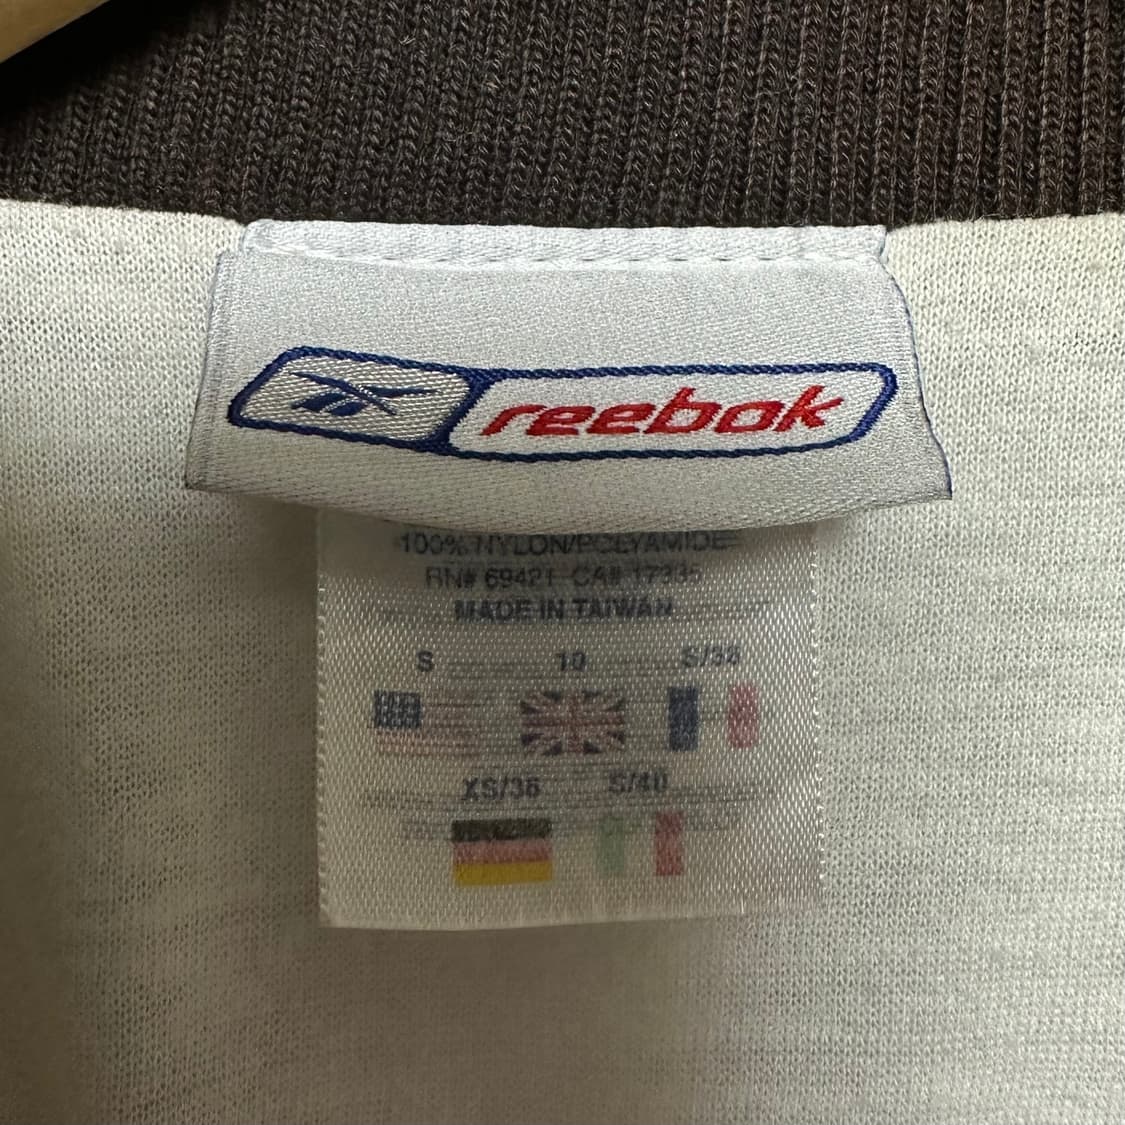 reebok
100% NYLON/POLYAMIDE
RN# 69421 CA# 17335
MADE IN TAIWAN
S 10 S/38
XS/36 S/40